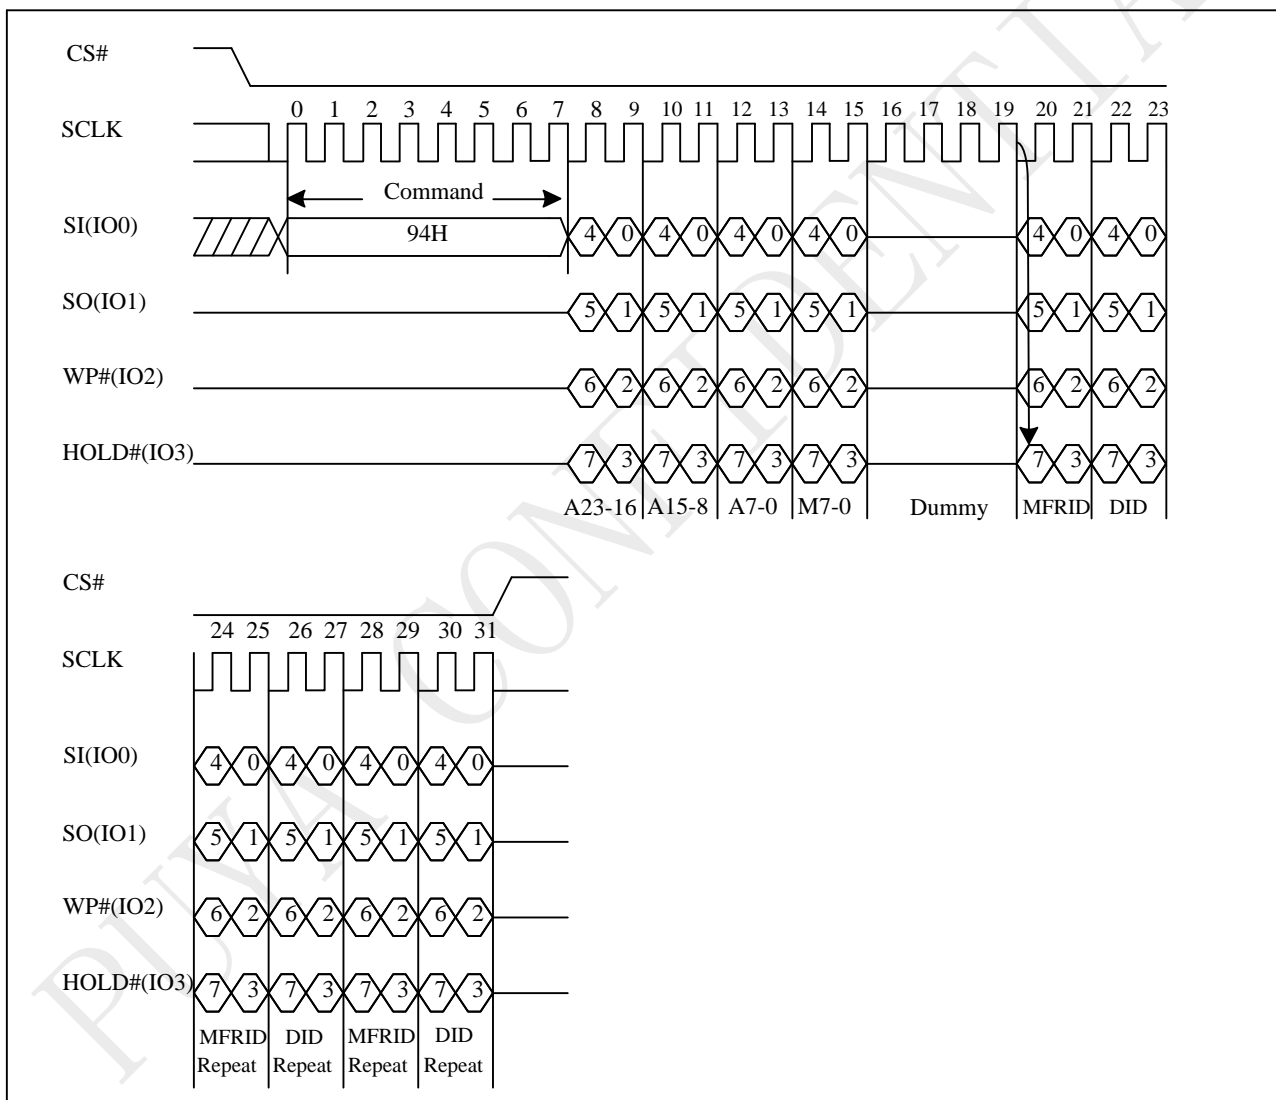 CS#
0 1 2 3 4 5 6 7 8 9 10 11 12 13 14 15 16 17 18 19 20 21 22 23
SCLK
Command
SI(IO0) 94H 4 0 4 0 4 0 4 0 4 0 4 0
SO(IO1) 5 1 5 1 5 1 5 1 5 1 5 1
WP#(IO2) 6 2 6 2 6 2 6 2 6 2 6 2
HOLD#(IO3) 7 3 7 3 7 3 7 3 7 3 7 3
A23-16 A15-8 A7-0 M7-0 Dummy MFRID DID
CS#
24 25 26 27 28 29 30 31
SCLK
SI(IO0) 4 0 4 0 4 0 4 0
SO(IO1) 5 1 5 1 5 1 5 1
WP#(IO2) 6 2 6 2 6 2 6 2
HOLD#(IO3) 7 3 7 3 7 3 7 3
MFRID DID MFRID DID
Repeat Repeat Repeat Repeat
PUYA CONFIDENTIA